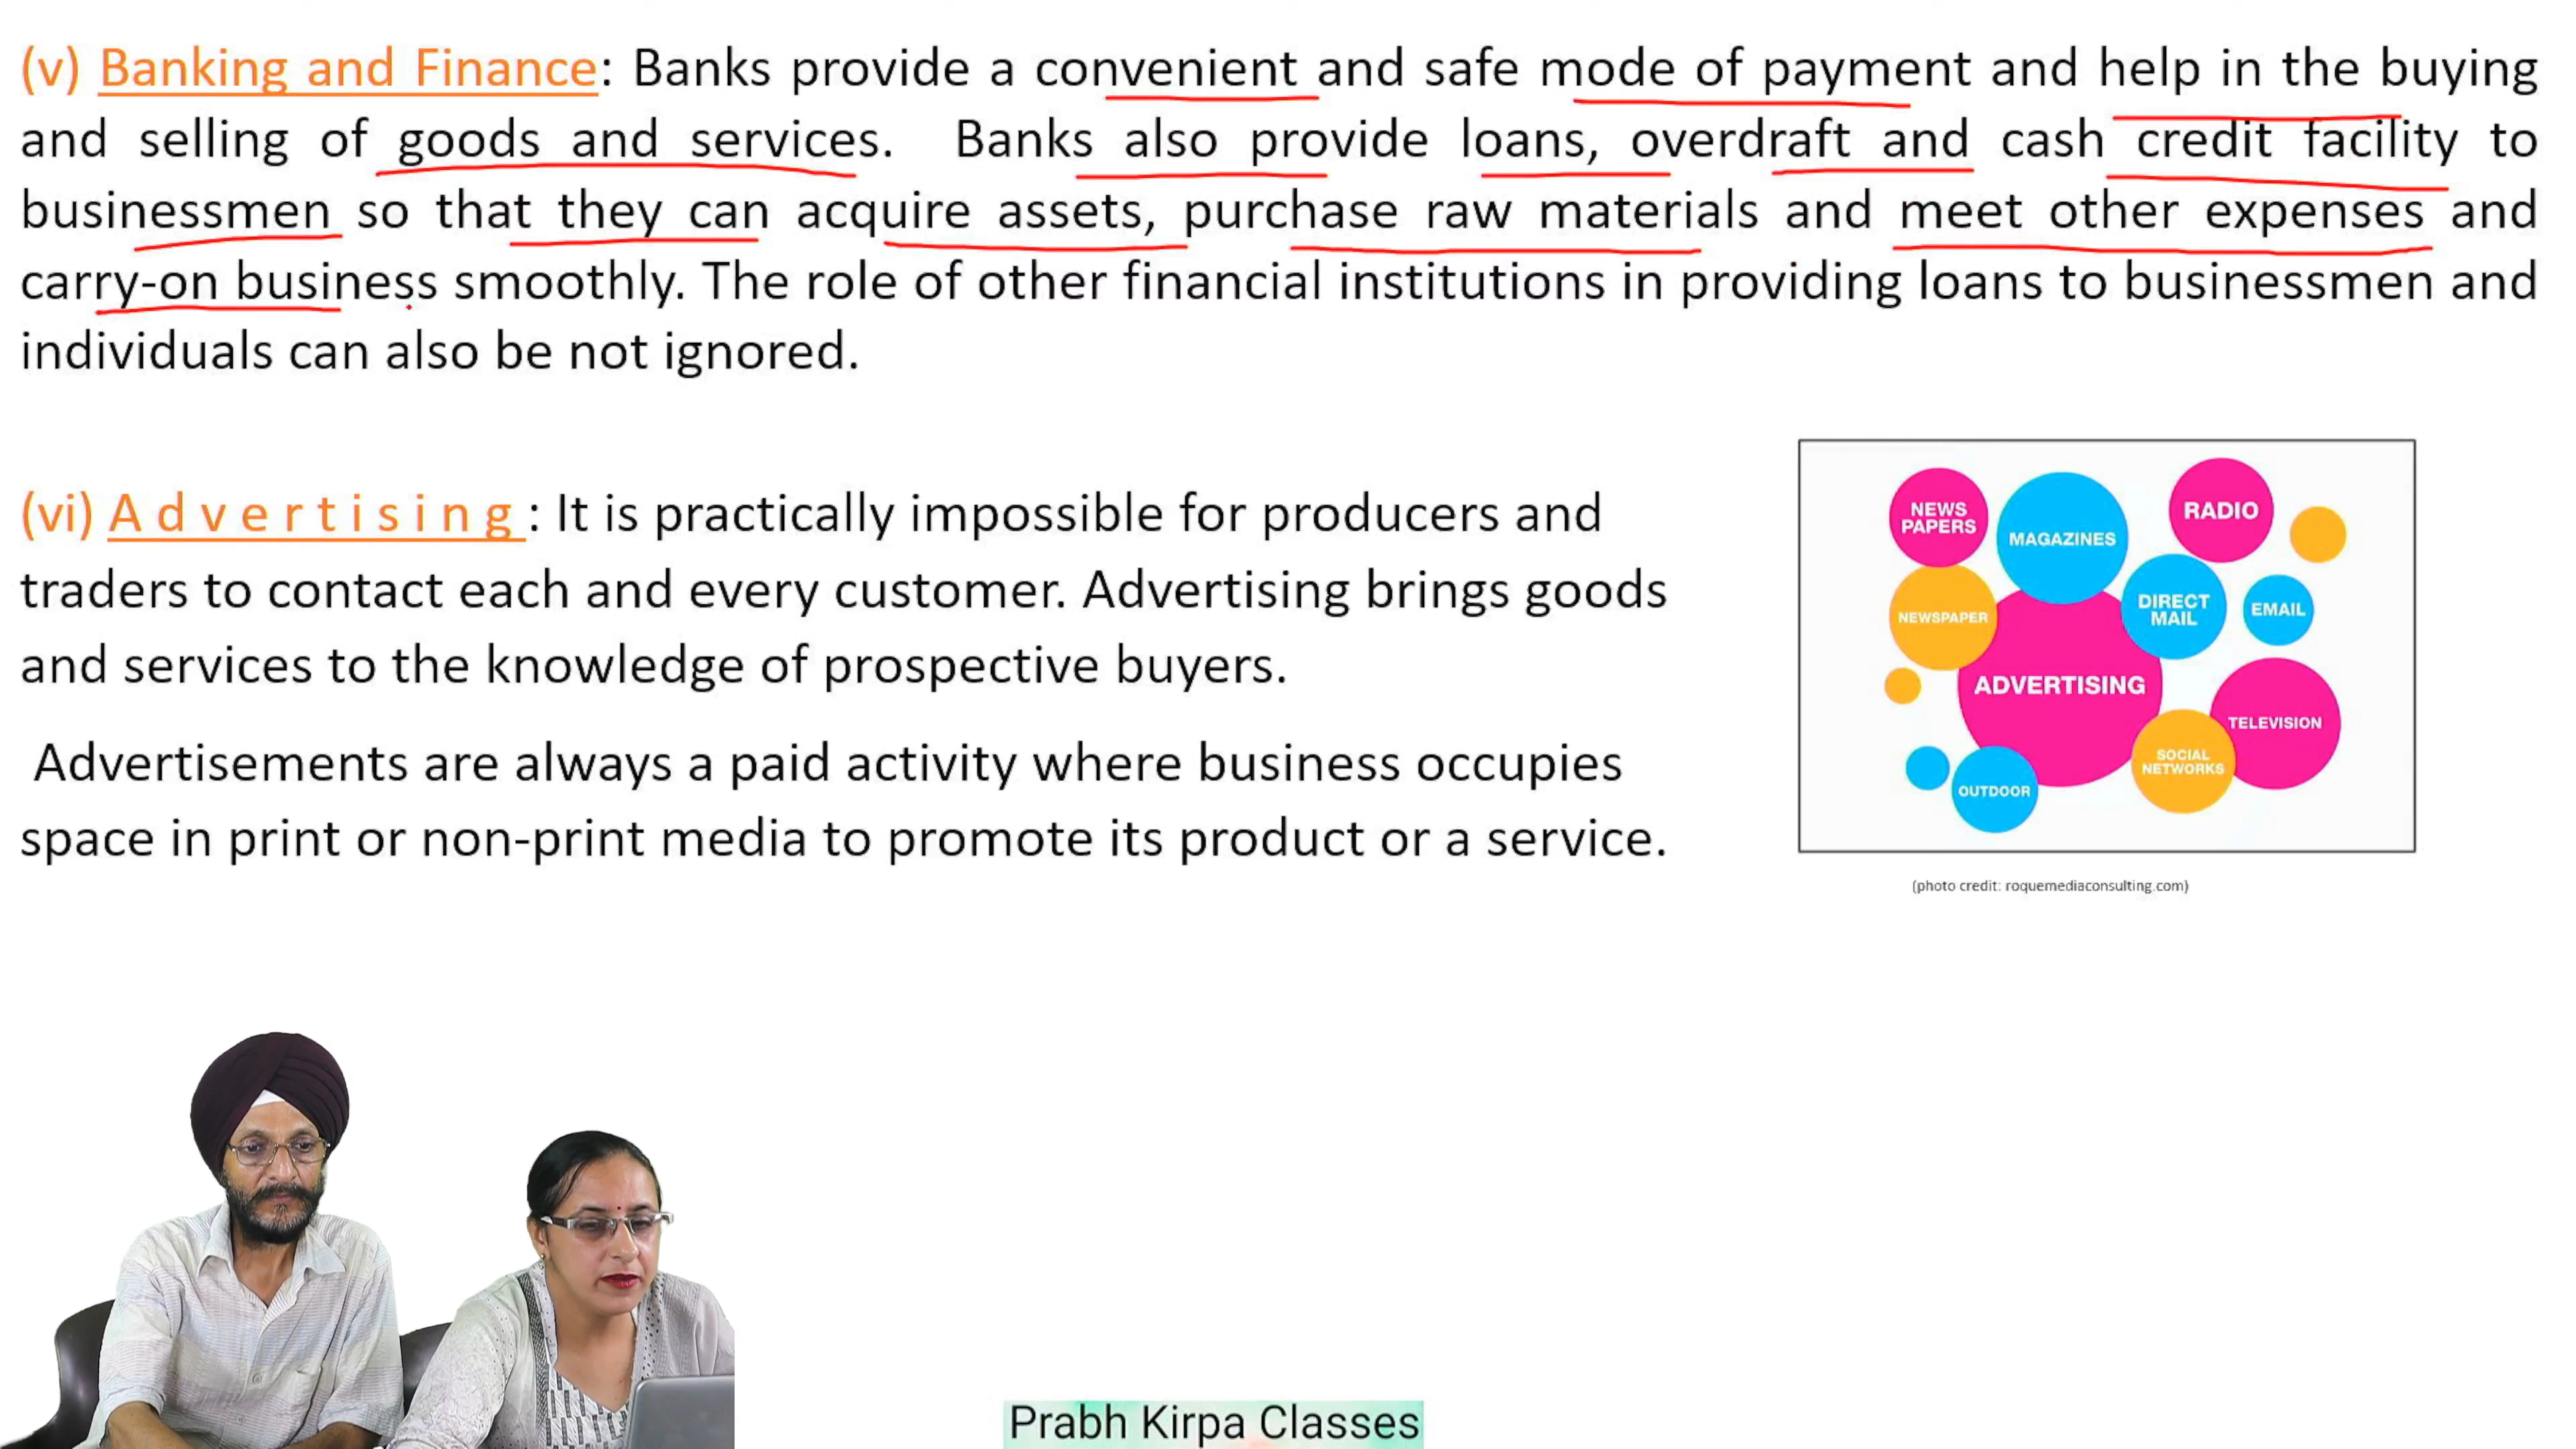 (v) Banking and Finance: Banks provide a convenient and safe mode of payment and help in the buying
and selling of goods and services. Banks also provide loans, overdraft and cash credit facility to
businessmen so that they can acquire assets, purchase raw materials and meet other expenses and
carry-on business smoothly. The role of other financial institutions in providing loans to businessmen and
individuals can also be not ignored.
(vi) Advertising: It is practically impossible for producers and
traders to contact each and every customer. Advertising brings goods
and services to the knowledge of prospective buyers.
Advertisements are always a paid activity where business occupies
space in print or non-print media to promote its product or a service.
NEWS
PAPERS
MAGAZINES
RADIO
NEWSPAPER
DIRECT
MAIL
EMAIL
ADVERTISING
TELEVISION
SOCIAL
NETWORKS
OUTDOOR
(photo credit: roquemediaconsulting.com)
Prabh Kirpa Classes